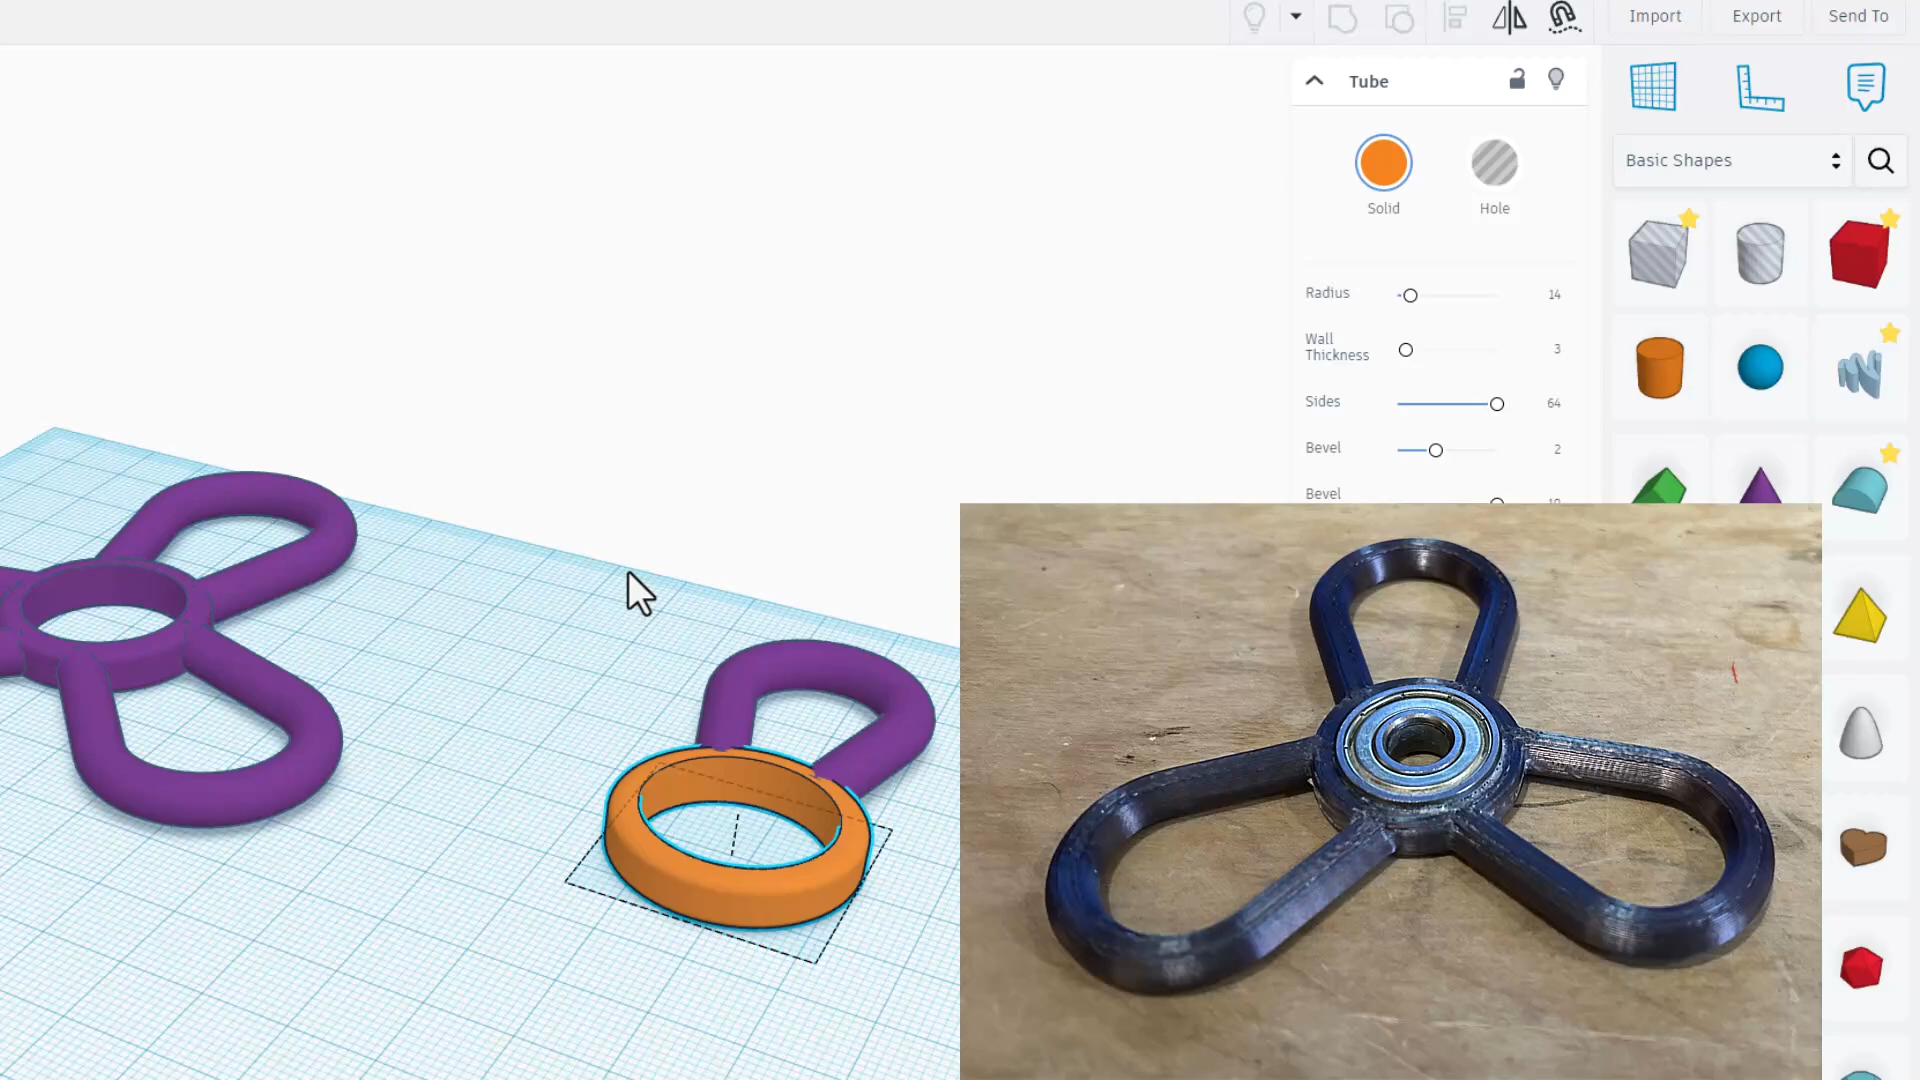 Import
Export
Send To
Tube
Solid
Hole
Basic Shapes
Radius
14
Wall
Thickness
3
Sides
64
Bevel
2
Bevel